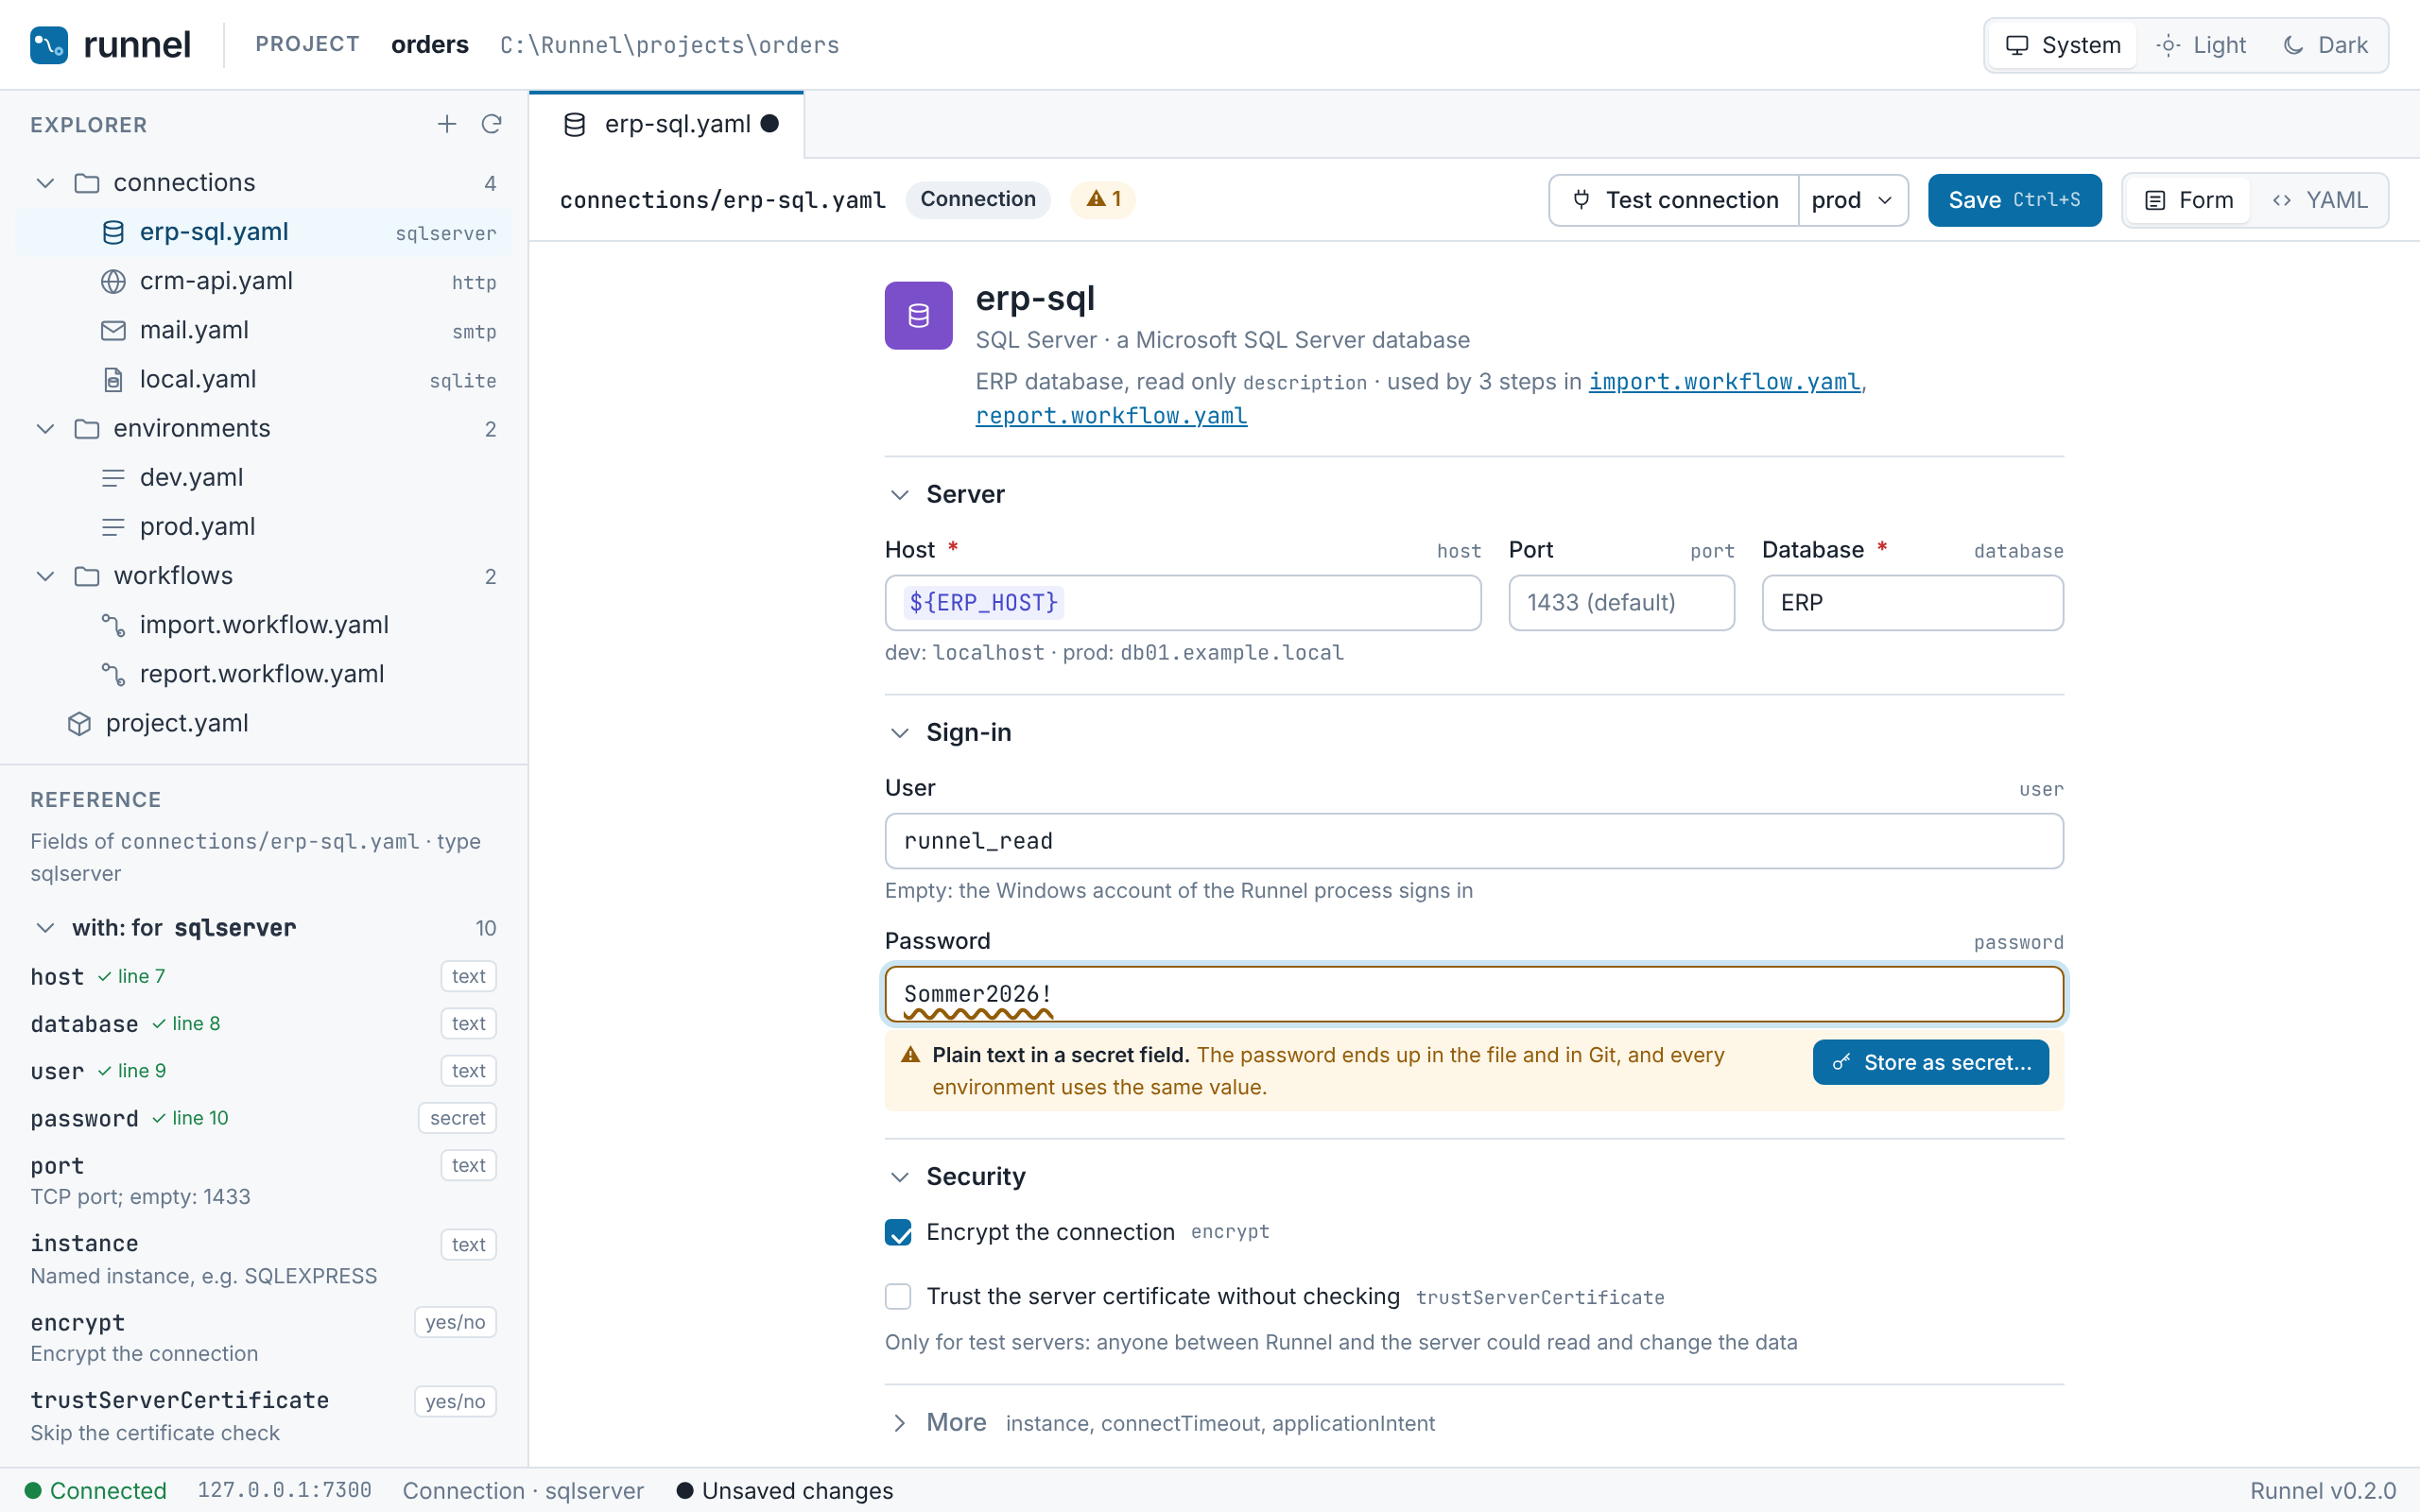 runnel PROJECT orders C:\Runnel\projects\orders System Light Dark
EXPLORER
connections 4
erp-sql.yaml sqlserver
crm-api.yaml http
mail.yaml smtp
local.yaml sqlite
environments 2
dev.yaml
prod.yaml
workflows 2
import.workflow.yaml
report.workflow.yaml
project.yaml
REFERENCE
Fields of connections/erp-sql.yaml · type
sqlserver
with: for sqlserver 10
host ✓ line 7 text
database ✓ line 8 text
user ✓ line 9 text
password ✓ line 10 secret
port text
TCP port; empty: 1433
instance text
Named instance, e.g. SQLEXPRESS
encrypt yes/no
Encrypt the connection
trustServerCertificate yes/no
Skip the certificate check
erp-sql.yaml
connections/erp-sql.yaml Connection 1 Test connection prod Save Ctrl+S Form YAML
erp-sql
SQL Server · a Microsoft SQL Server database
ERP database, read only description · used by 3 steps in import.workflow.yaml,
report.workflow.yaml
Server
Host * host Port port Database * database
${ERP_HOST} 1433 (default) ERP
dev: localhost · prod: db01.example.local
Sign-in
User user
runnel_read
Empty: the Windows account of the Runnel process signs in
Password password
Sommer2026!
Plain text in a secret field. The password ends up in the file and in Git, and every
environment uses the same value.
Store as secret...
Security
Encrypt the connection encrypt
Trust the server certificate without checking trustServerCertificate
Only for test servers: anyone between Runnel and the server could read and change the data
More instance, connectTimeout, applicationIntent
Connected 127.0.0.1:7300 Connection · sqlserver Unsaved changes Runnel v0.2.0